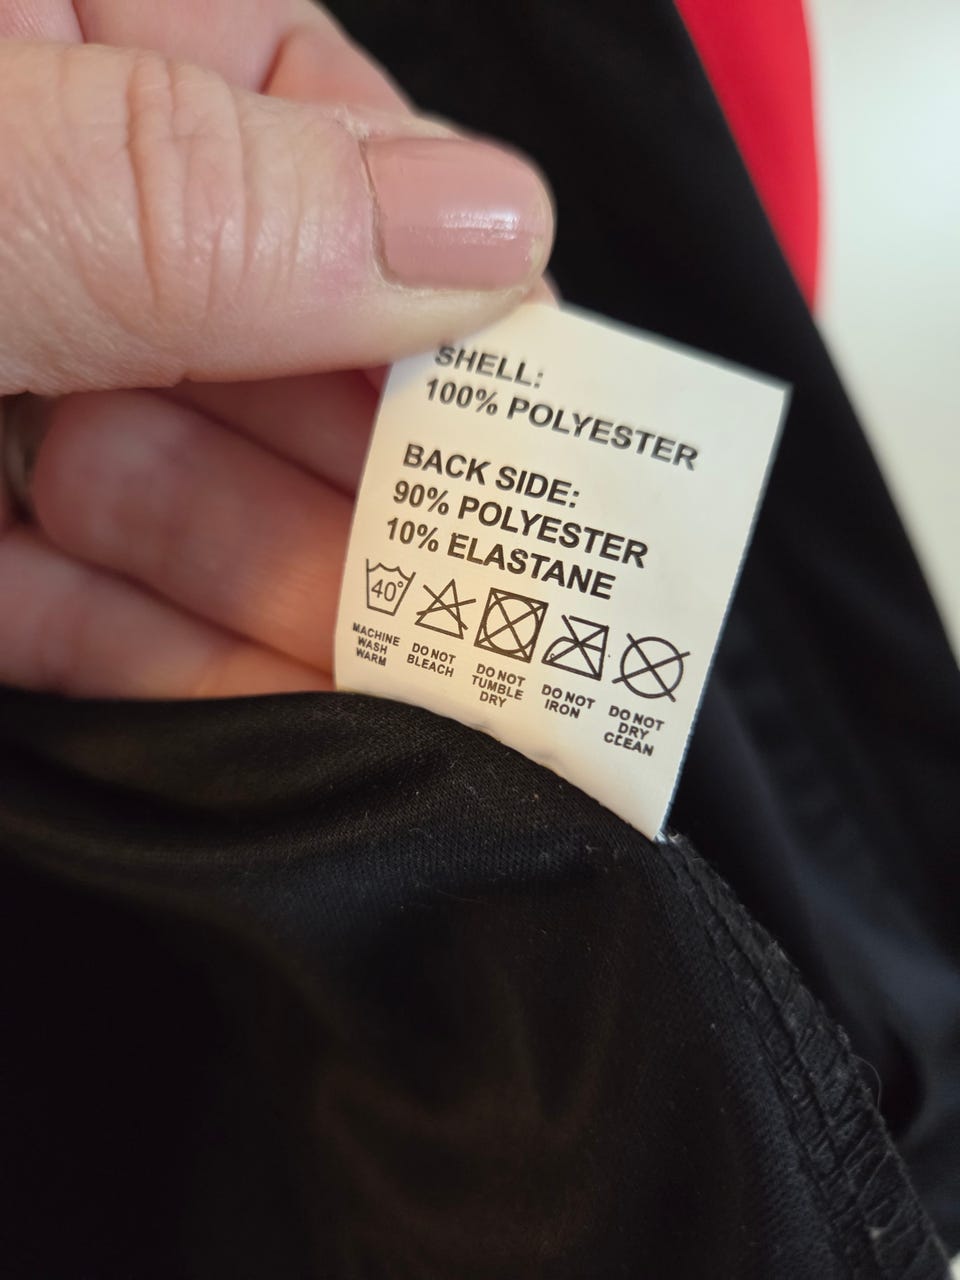 SHELL:
100% POLYESTER
BACK SIDE:
90% POLYESTER
10% ELASTANE
40°
MACHINE
WASH
WARM
DO NOT
BLEACH
DO NOT
TUMBLE
DRY
DO NOT
IRON
DO NOT
DRY
CLEAN